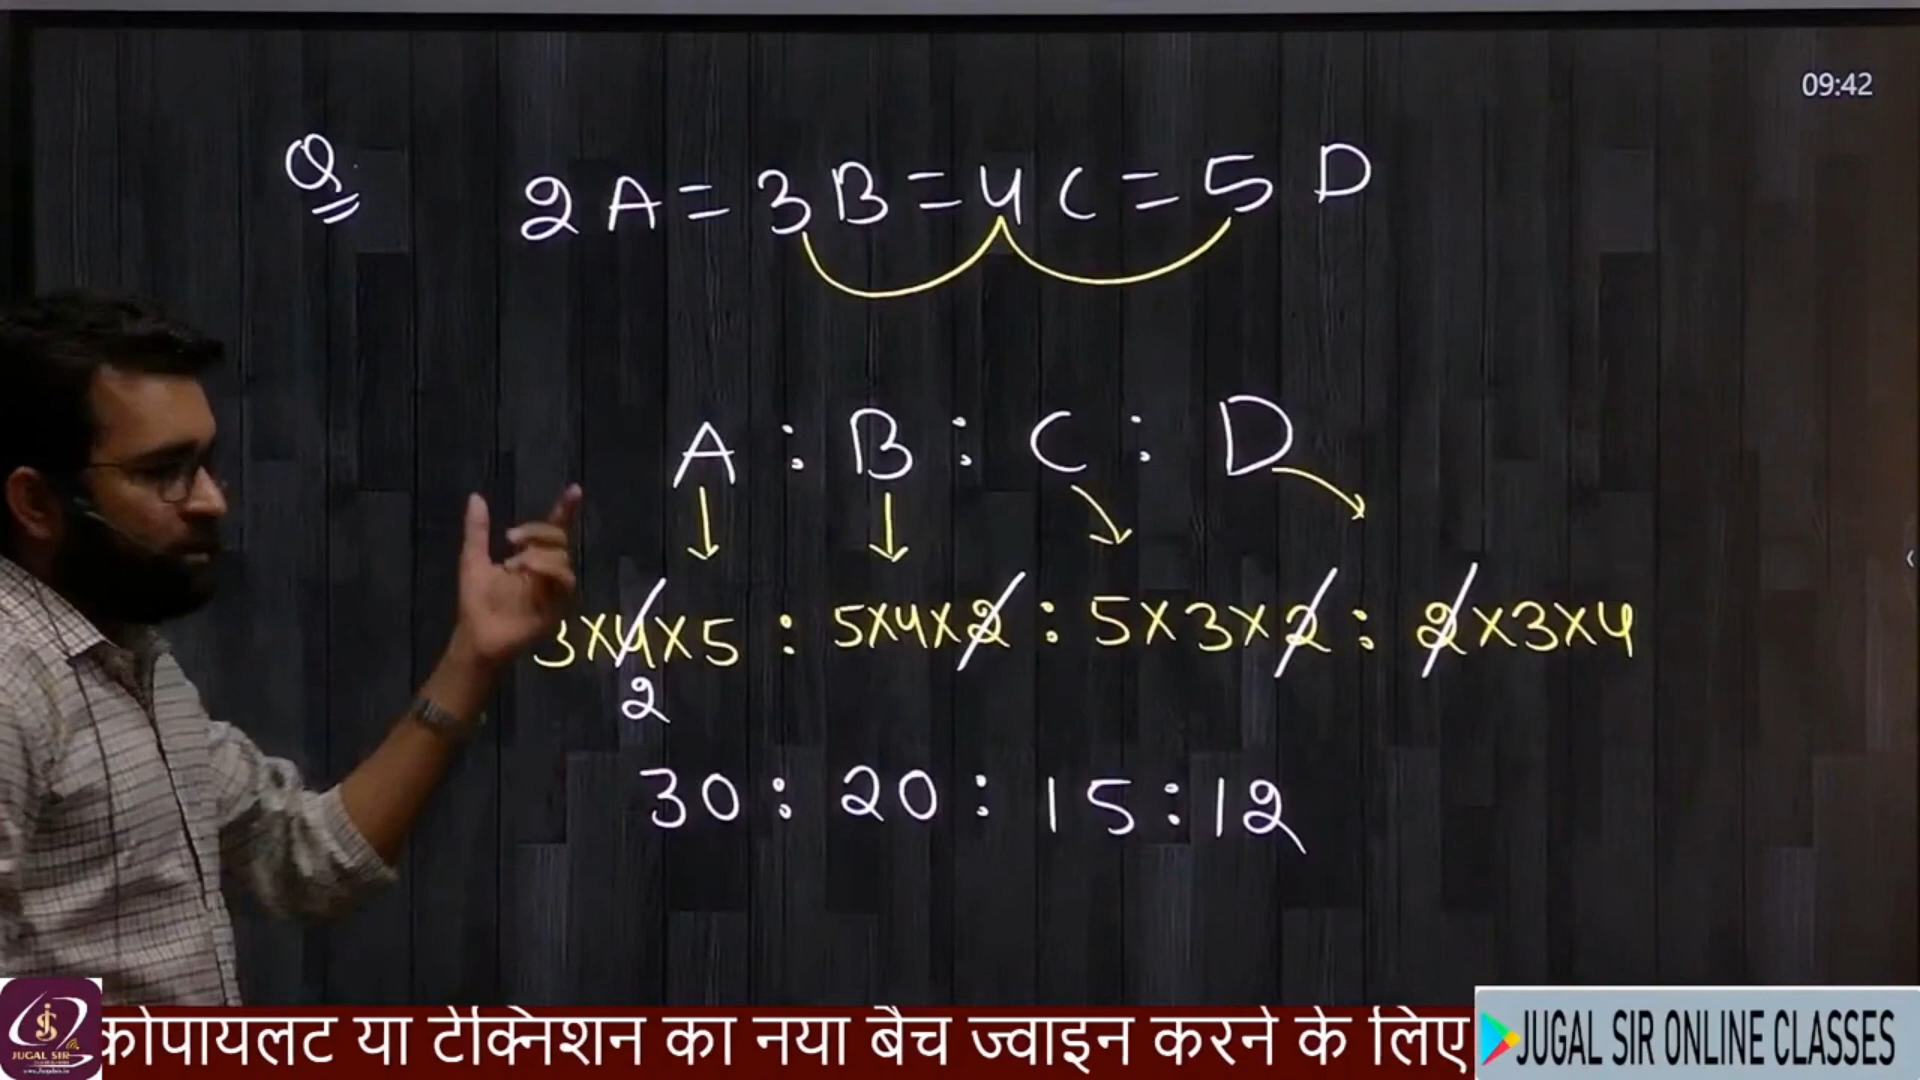 09:42
Q. 2A=3B=4C=5D
A : B : C : D
3×4×5 : 5×4×2 : 5×3×2 : 2×3×4
2
30 : 20 : 15 : 12
कोपायलट या टेक्निशन का नया बैच ज्वाइन करने के लिए
JUGAL SIR ONLINE CLASSES
JUGAL SIR